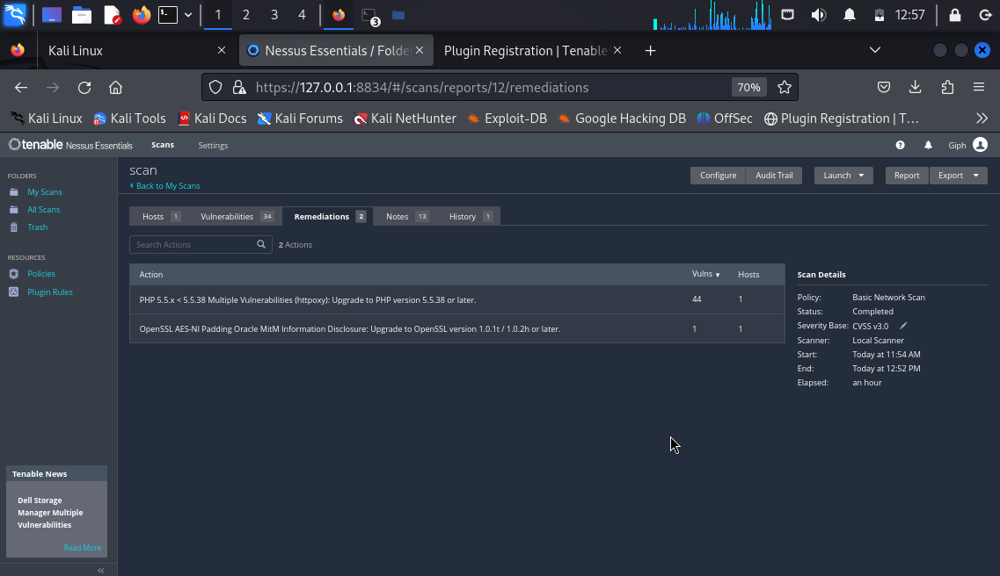 1 2 3 4 3 12:57
Kali Linux Nessus Essentials / Folde Plugin Registration | Tenable
https://127.0.0.1:8834/#/scans/reports/12/remediations 70%
Kali Linux Kali Tools Kali Docs Kali Forums Kali NetHunter Exploit-DB Google Hacking DB OffSec Plugin Registration | T…
tenable Nessus Essentials Scans Settings Giph
FOLDERS
My Scans
All Scans
Trash
RESOURCES
Policies
Plugin Rules
scan
Back to My Scans
Configure Audit Trail Launch Report Export
Hosts 1 Vulnerabilities 34 Remediations 2 Notes 13 History 1
Search Actions 2 Actions
Action Vulns Hosts
PHP 5.5.x < 5.5.38 Multiple Vulnerabilities (httpoxy): Upgrade to PHP version 5.5.38 or later. 44 1
OpenSSL AES-NI Padding Oracle MitM Information Disclosure: Upgrade to OpenSSL version 1.0.1t / 1.0.2h or later. 1 1
Scan Details
Policy: Basic Network Scan
Status: Completed
Severity Base: CVSS v3.0
Scanner: Local Scanner
Start: Today at 11:54 AM
End: Today at 12:52 PM
Elapsed: an hour
Tenable News
Dell Storage
Manager Multiple
Vulnerabilities
Read More